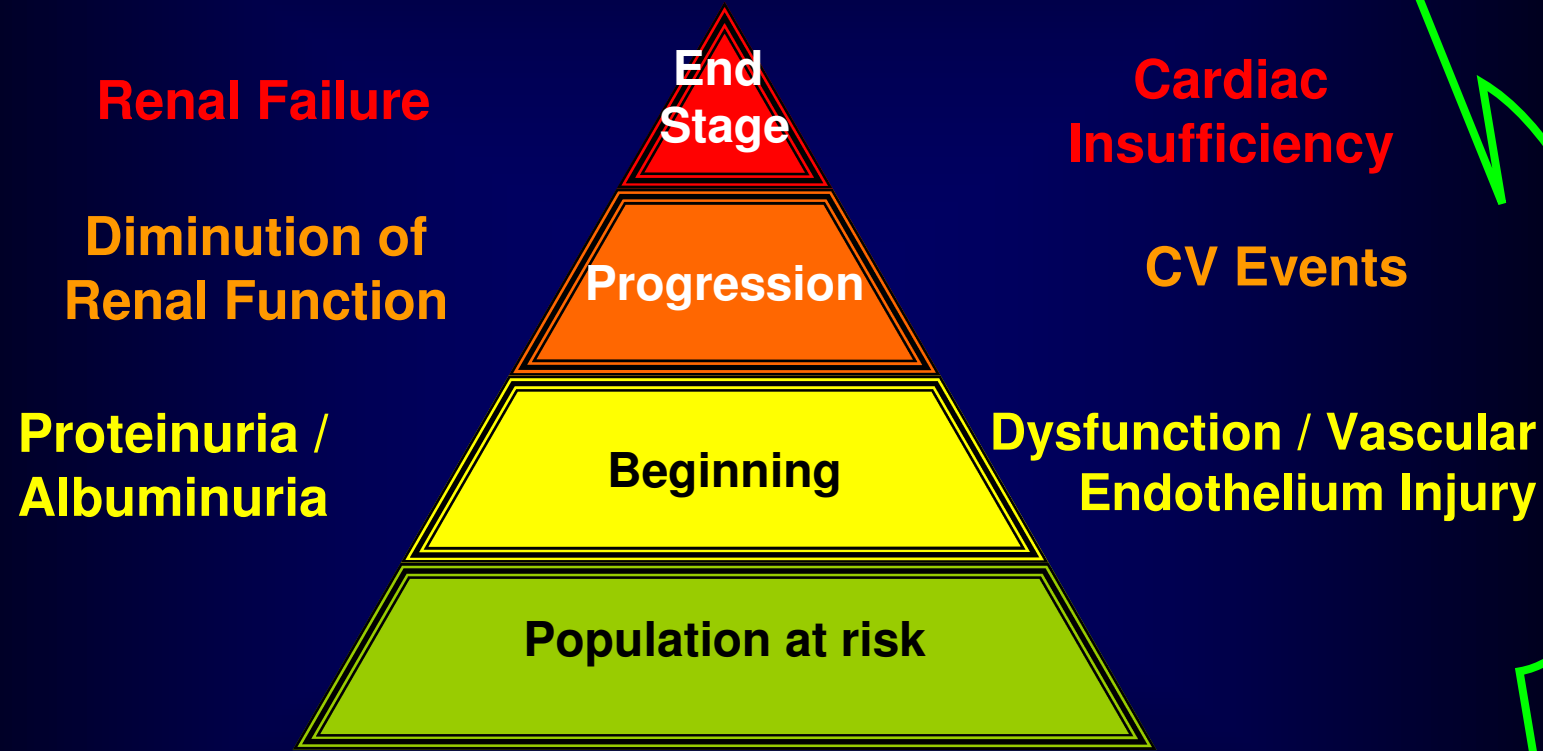 End
Stage
Renal Failure
Cardiac
Insufficiency
Diminution of
Renal Function
Progression
CV Events
Proteinuria /
Albuminuria
Beginning
Dysfunction / Vascular
Endothelium Injury
Population at risk